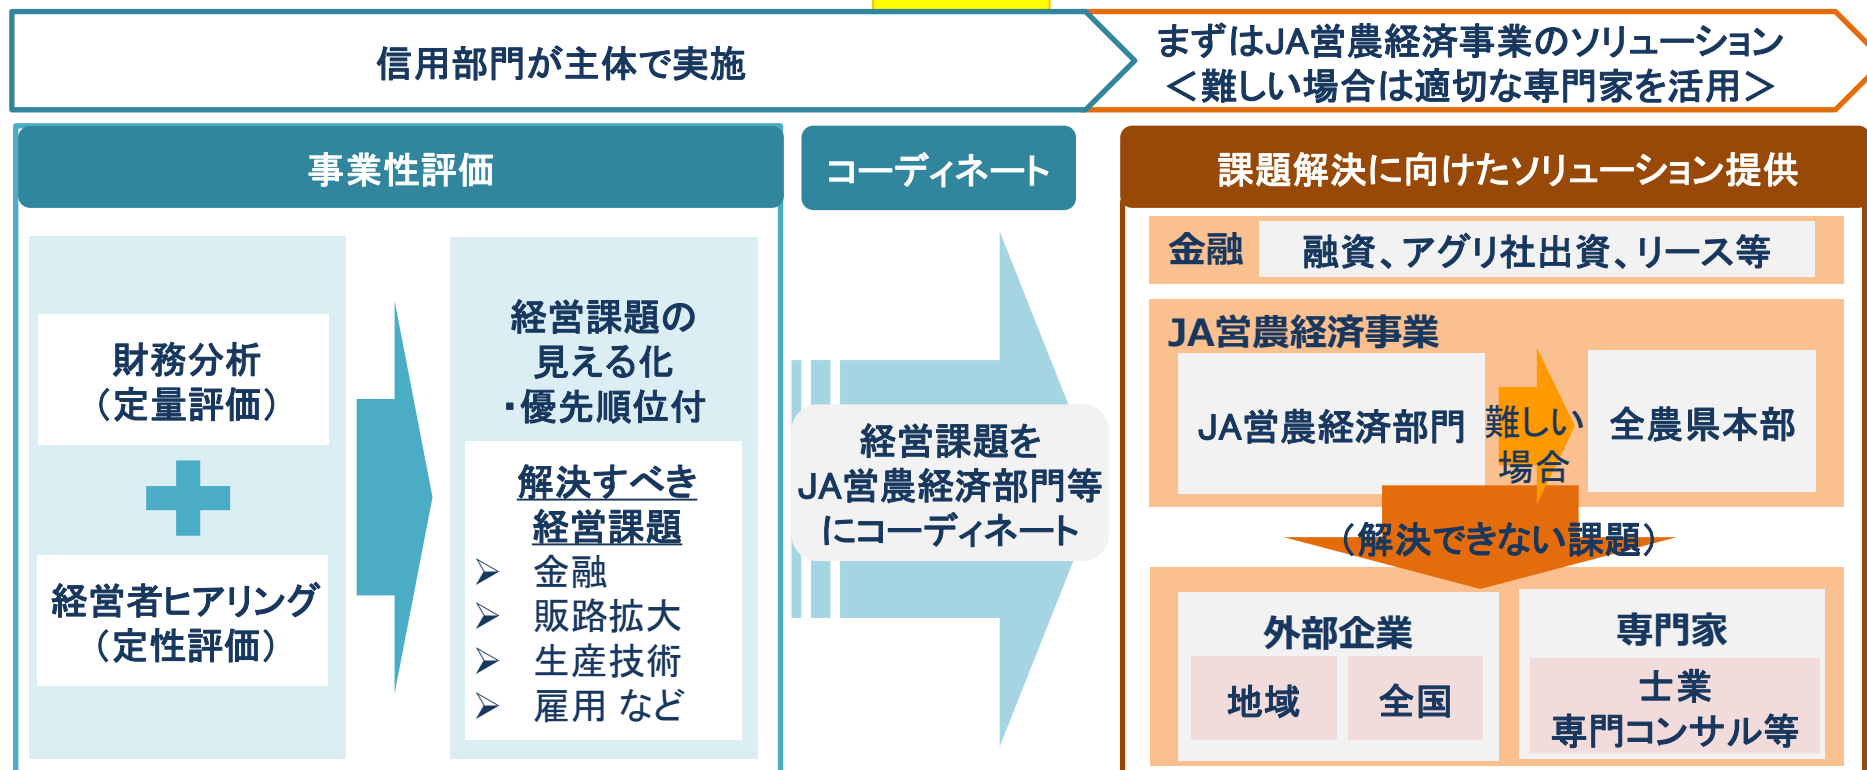 信用部門が主体で実施
まずはJA営農経済事業のソリューション
＜難しい場合は適切な専門家を活用＞
事業性評価
コーディネート
課題解決に向けたソリューション提供
財務分析
（定量評価）
経営者ヒアリング
（定性評価）
経営課題の
見える化
・優先順位付
解決すべき
経営課題
➢ 金融
➢ 販路拡大
➢ 生産技術
➢ 雇用 など
経営課題を
JA営農経済部門等
にコーディネート
金融
融資、アグリ社出資、リース等
JA営農経済事業
JA営農経済部門
難しい
場合
全農県本部
（解決できない課題）
外部企業
地域
全国
専門家
士業
専門コンサル等